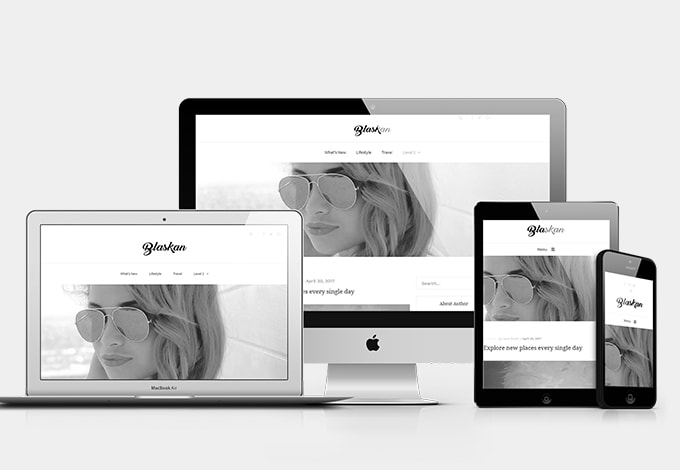 Blaskan
What's New Lifestyle Travel Level 1
April 30, 2017
places every single day
Search...
About Author
Blaskan
What's New Lifestyle Travel Level 1
MacBook Air
Blaskan
Menu
April 30, 2017
Explore new places every single day
Blaskan
Menu